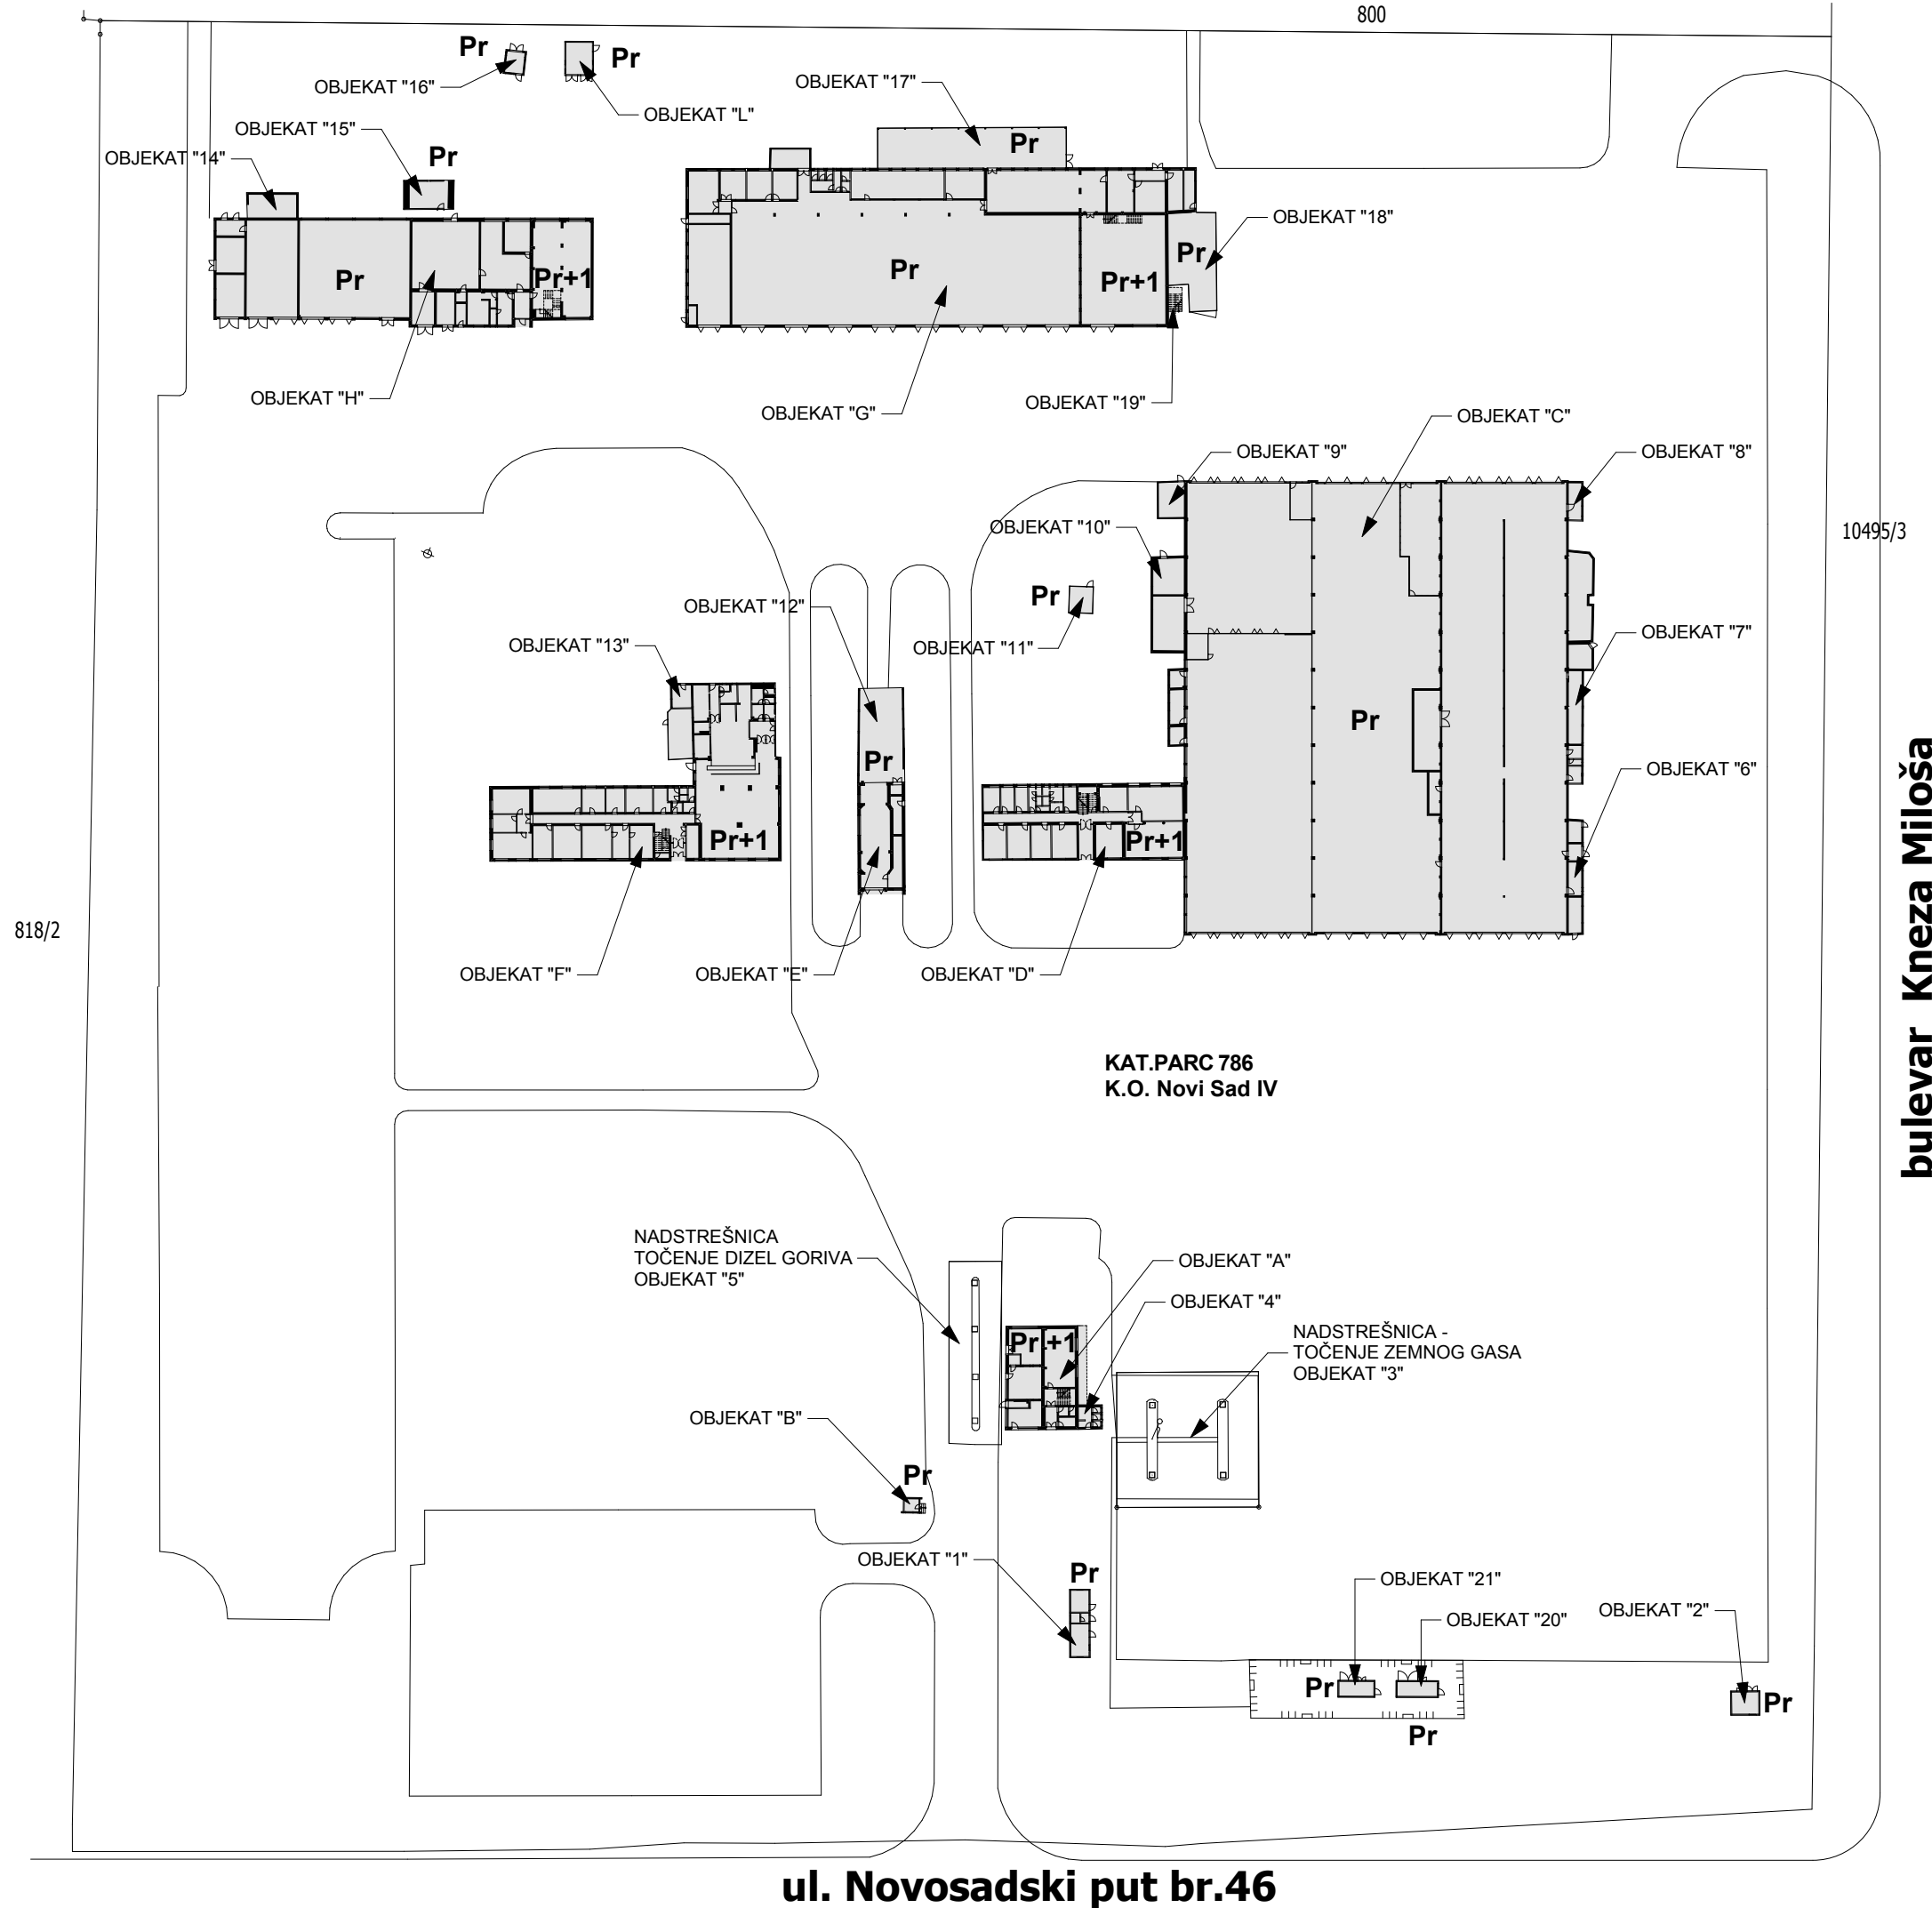 800
Pr
Pr
OBJEKAT "16"
OBJEKAT "17"
OBJEKAT "L"
OBJEKAT "15"
Pr
OBJEKAT "14"
Pr
OBJEKAT "18"
Pr
Pr
Pr+1
Pr
Pr+1
OBJEKAT "H"
OBJEKAT "G"
OBJEKAT "19"
OBJEKAT "C"
OBJEKAT "9"
OBJEKAT "8"
OBJEKAT "10"
10495/3
Pr
OBJEKAT "12"
OBJEKAT "13"
OBJEKAT "11"
OBJEKAT "7"
Pr
Pr
OBJEKAT "6"
Pr+1
Pr+1
818/2
OBJEKAT "F"
OBJEKAT "E"
OBJEKAT "D"
bulevar Kneza Miloša
KAT.PARC 786
K.O. Novi Sad IV
NADSTREŠNICA
TOČENJE DIZEL GORIVA
OBJEKAT "5"
OBJEKAT "A"
OBJEKAT "4"
Pr+1
NADSTREŠNICA -
TOČENJE ZEMNOG GASA
OBJEKAT "3"
OBJEKAT "B"
Pr
OBJEKAT "1"
Pr
OBJEKAT "21"
OBJEKAT "20"
OBJEKAT "2"
Pr
Pr
Pr
ul. Novosadski put br.46